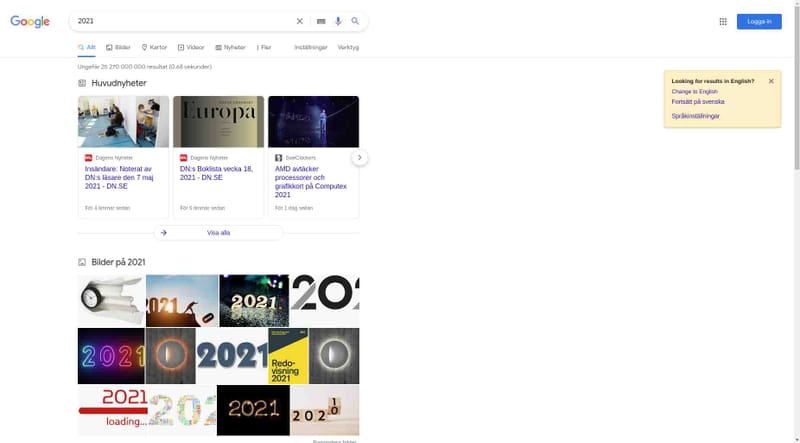 Google
2021
Logga in
Allt
Bilder
Kartor
Videor
Nyheter
Fler
Inställningar
Verktyg
Ungefär 25 270 000 000 resultat (0,68 sekunder)
Looking for results in English?
Change to English
Fortsätt på svenska
Språkinställningar
Huvudnyheter
Europa
Dagens Nyheter
Insändare: Noterat av DN:s läsare den 7 maj 2021 - DN.SE
För 4 timmar sedan
Dagens Nyheter
DN:s Boklista vecka 18, 2021 - DN.SE
För 6 timmar sedan
SweClockers
AMD avtäcker processorer och grafikkort på Computex 2021
För 1 dag sedan
Visa alla
Bilder på 2021
2021
2021
202
2021
2021
Redo-
visning
2021
2021
loading...
202
2021
202
1
0